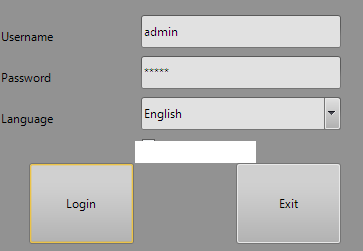 Username admin
Password *****
Language English
Login Exit